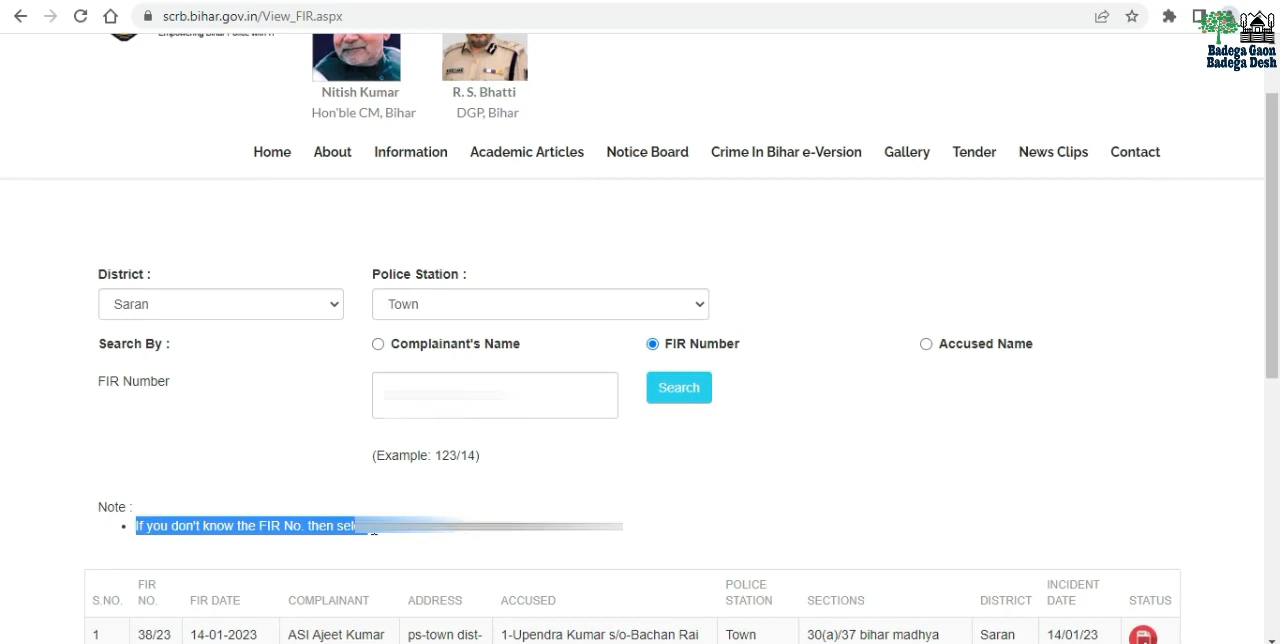 scrb.bihar.gov.in/View_FIR.aspx
Badega Gaon
Badega Desh
Nitish Kumar
R. S. Bhatti
Hon'ble CM, Bihar
DGP, Bihar
Home About Information Academic Articles Notice Board Crime In Bihar e-Version Gallery Tender News Clips Contact
District : Police Station :
Saran Town
Search By : Complainant's Name FIR Number Accused Name
FIR Number Search
(Example: 123/14)
Note :
• If you don't know the FIR No. then
S.NO. FIR NO. FIR DATE COMPLAINANT ADDRESS ACCUSED POLICE STATION SECTIONS DISTRICT INCIDENT DATE STATUS
1 38/23 14-01-2023 ASI Ajeet Kumar ps-town dist- 1-Upendra Kumar s/o-Bachan Rai Town 30(a)/37 bihar madhya Saran 14/01/23